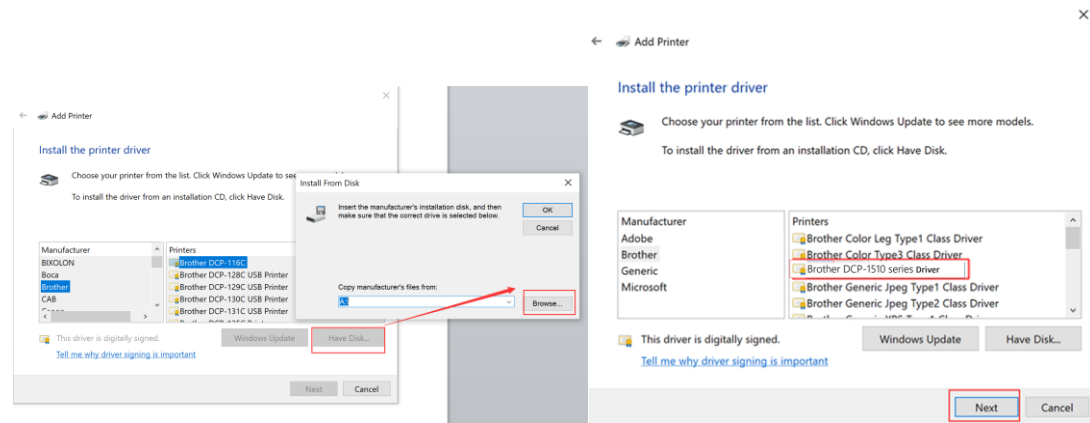 Add Printer
Install the printer driver
Choose your printer from the list. Click Windows Update to see
To install the driver from an installation CD, click Have Disk.
Manufacturer
BIXOLON
Boca
Brother
CAB
Printers
Brother DCP-116C
Brother DCP-128C USB Printer
Brother DCP-129C USB Printer
Brother DCP-130C USB Printer
Brother DCP-131C USB Printer
This driver is digitally signed.
Windows Update
Have Disk...
Tell me why driver signing is important
Next
Cancel
Install From Disk
Insert the manufacturer's installation disk, and then
make sure that the correct drive is selected below.
OK
Cancel
Copy manufacturer's files from:
A:\
Browse...
Add Printer
Install the printer driver
Choose your printer from the list. Click Windows Update to see more models.
To install the driver from an installation CD, click Have Disk.
Manufacturer
Adobe
Brother
Generic
Microsoft
Printers
Brother Color Leg Type1 Class Driver
Brother Color Type3 Class Driver
Brother DCP-1510 series Driver
Brother Generic Jpeg Type1 Class Driver
Brother Generic Jpeg Type2 Class Driver
This driver is digitally signed.
Windows Update
Have Disk...
Tell me why driver signing is important
Next
Cancel